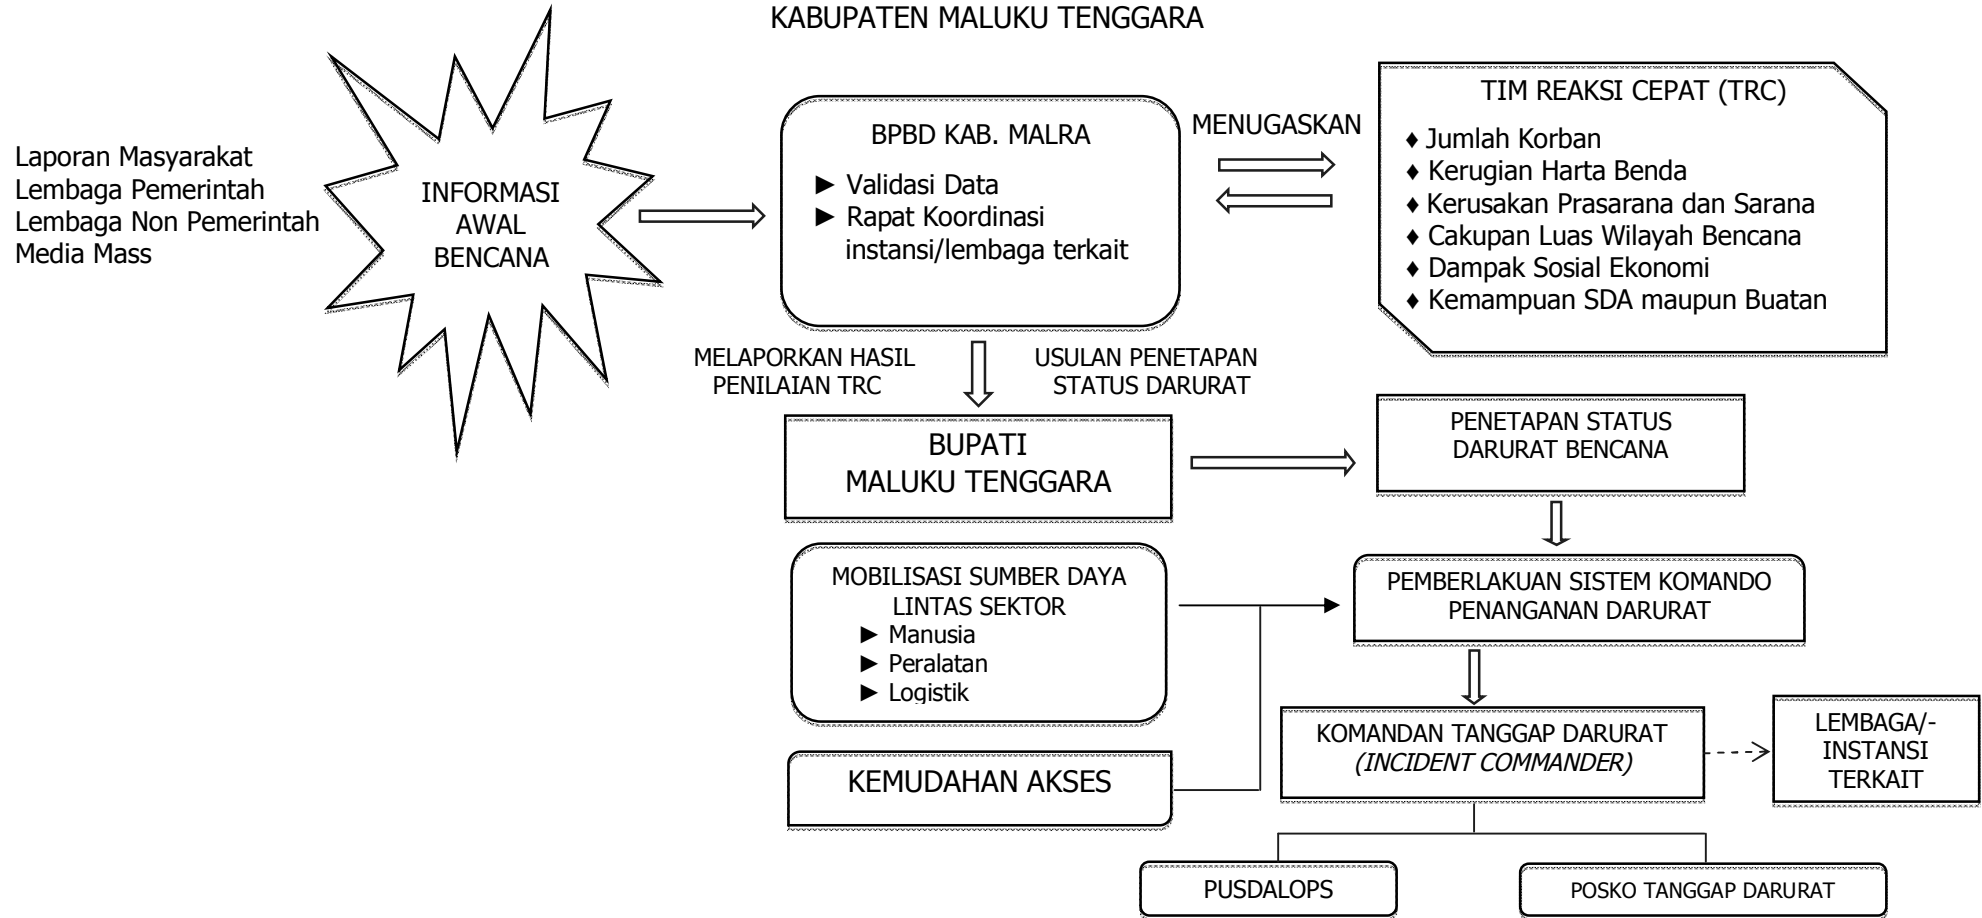 KABUPATEN MALUKU TENGGARA
Laporan Masyarakat
Lembaga Pemerintah
Lembaga Non Pemerintah
Media Mass
INFORMASI
AWAL
BENCANA
BPBD KAB. MALRA
► Validasi Data
► Rapat Koordinasi
instansi/lembaga terkait
MENUGASKAN
TIM REAKSI CEPAT (TRC)
♦ Jumlah Korban
♦ Kerugian Harta Benda
♦ Kerusakan Prasarana dan Sarana
♦ Cakupan Luas Wilayah Bencana
♦ Dampak Sosial Ekonomi
♦ Kemampuan SDA maupun Buatan
MELAPORKAN HASIL
PENILAIAN TRC
USULAN PENETAPAN
STATUS DARURAT
BUPATI
MALUKU TENGGARA
PENETAPAN STATUS
DARURAT BENCANA
MOBILISASI SUMBER DAYA
LINTAS SEKTOR
► Manusia
► Peralatan
► Logistik
PEMBERLAKUAN SISTEM KOMANDO
PENANGANAN DARURAT
KEMUDAHAN AKSES
KOMANDAN TANGGAP DARURAT
(INCIDENT COMMANDER)
LEMBAGA/-
INSTANSI
TERKAIT
PUSDALOPS
POSKO TANGGAP DARURAT